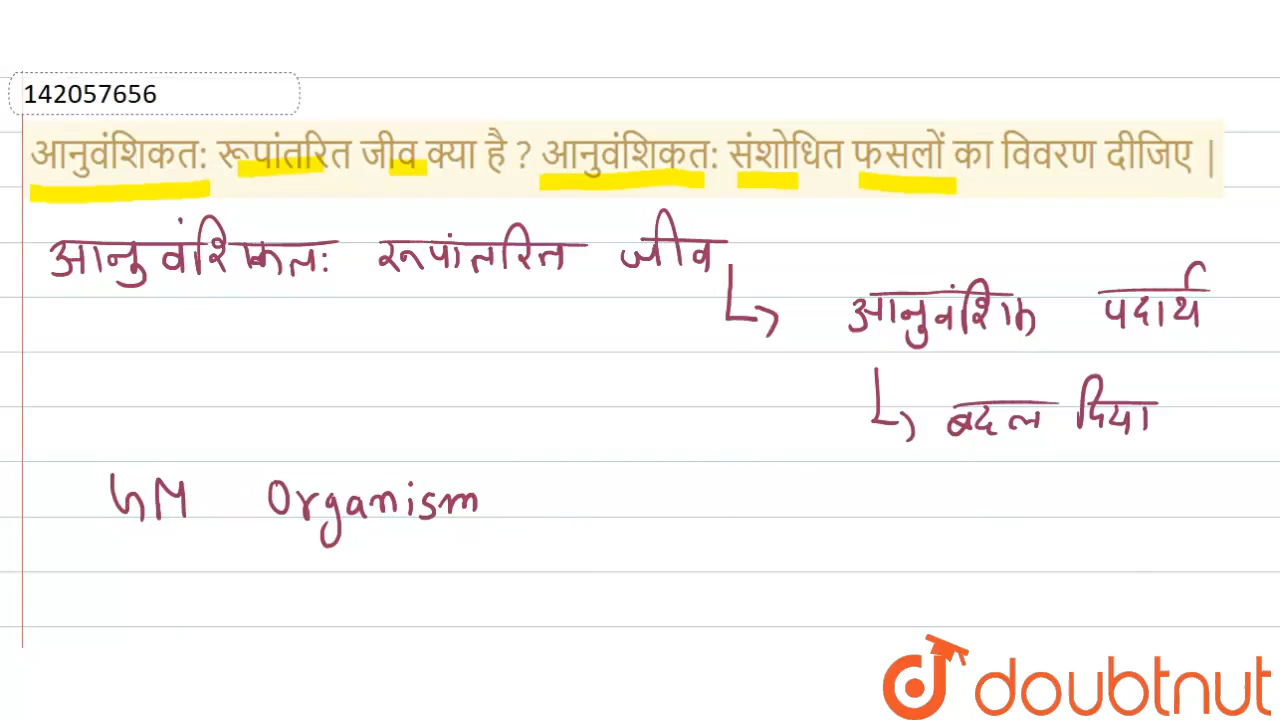 142057656
आनुवंशिकत: रूपांतरित जीव क्या है ? आनुवंशिकत: संशोधित फसलों का विवरण दीजिए |
आनुवंशिकतः रूपांतरित जीव
आनुवंशिक पदार्थ
बदल दिया
GM Organism
doubtnut